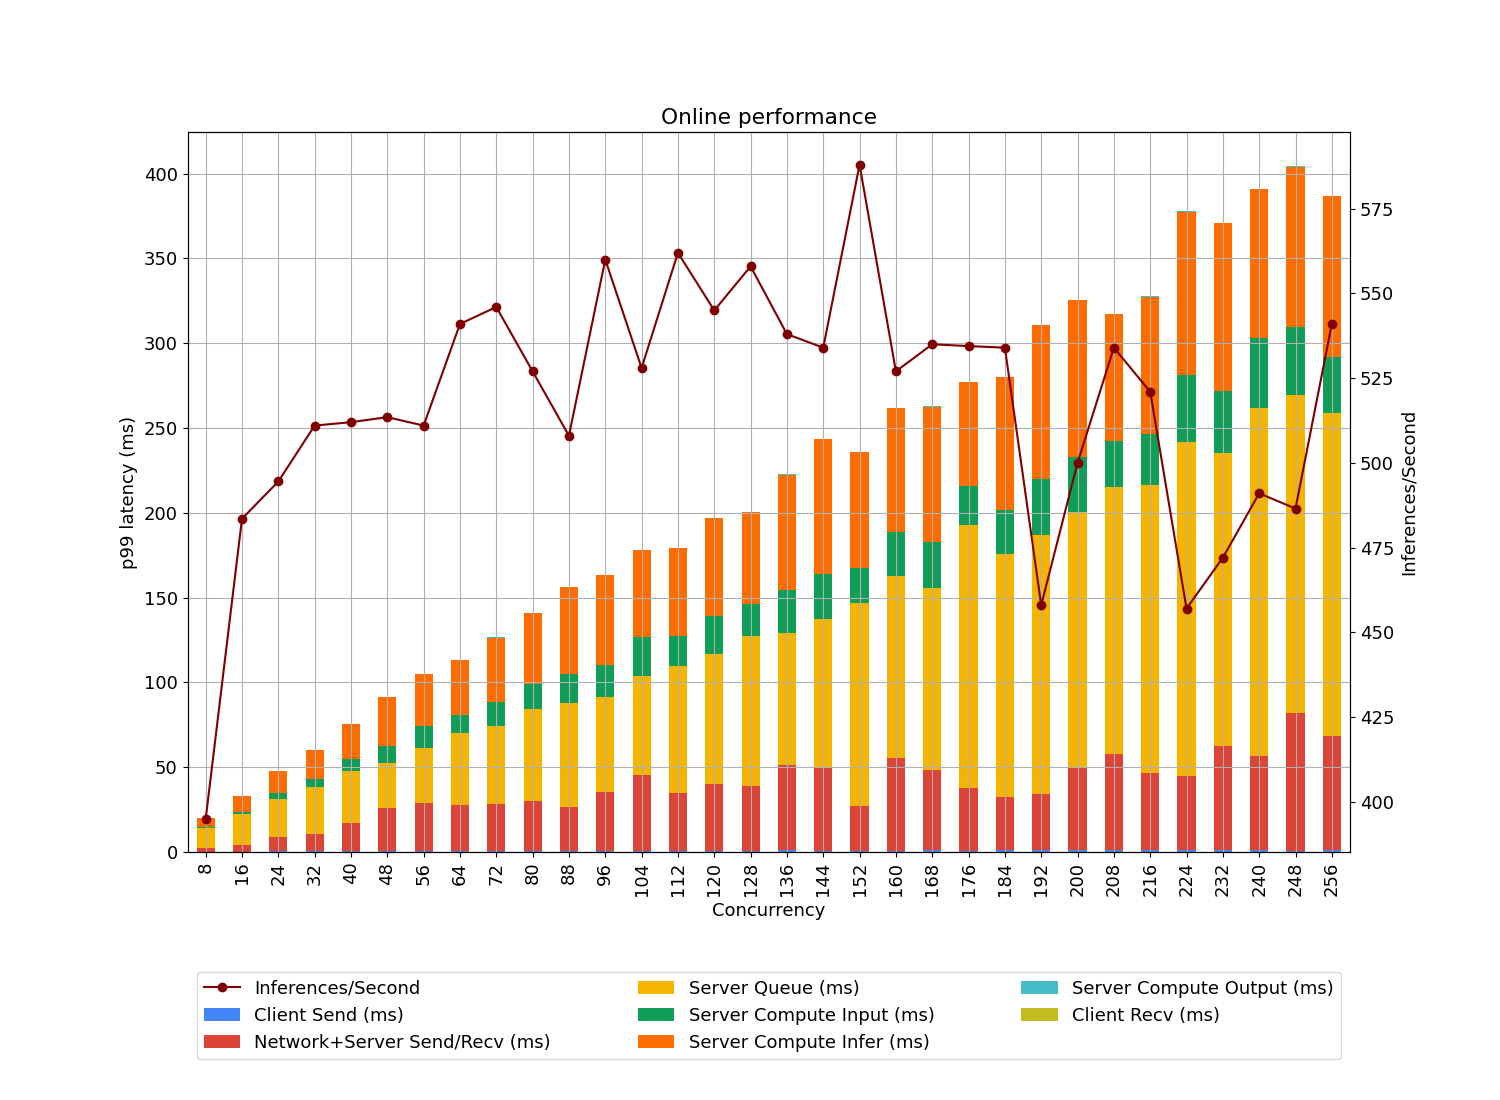 Online performance
400
350
300
250
200
150
100
50
0
p99 latency (ms)
575
550
525
500
475
450
425
400
Inferences/Second
8 16 24 32 40 48 56 64 72 80 88 96 104 112 120 128 136 144 152 160 168 176 184 192 200 208 216 224 232 240 248 256
Concurrency
Inferences/Second
Client Send (ms)
Network+Server Send/Recv (ms)
Server Queue (ms)
Server Compute Input (ms)
Server Compute Infer (ms)
Server Compute Output (ms)
Client Recv (ms)